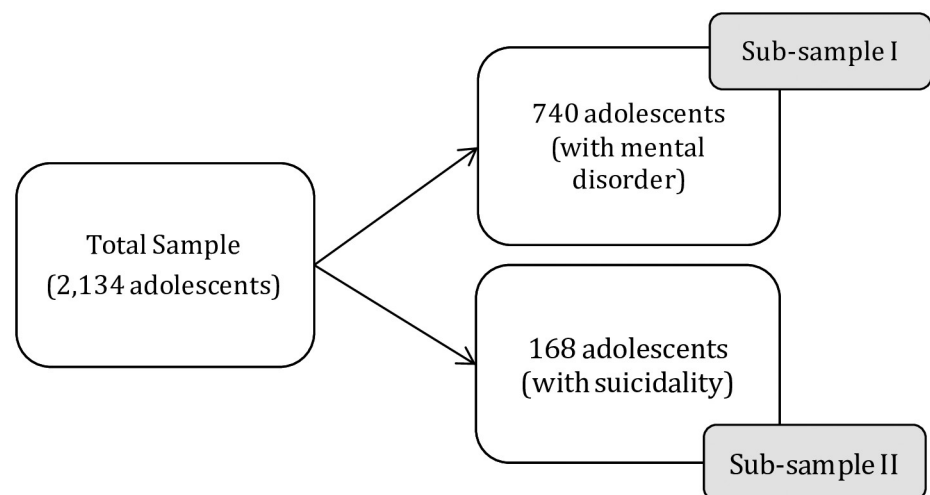 Total Sample
(2,134 adolescents)
Sub-sample I
740 adolescents
(with mental
disorder)
168 adolescents
(with suicidality)
Sub-sample II